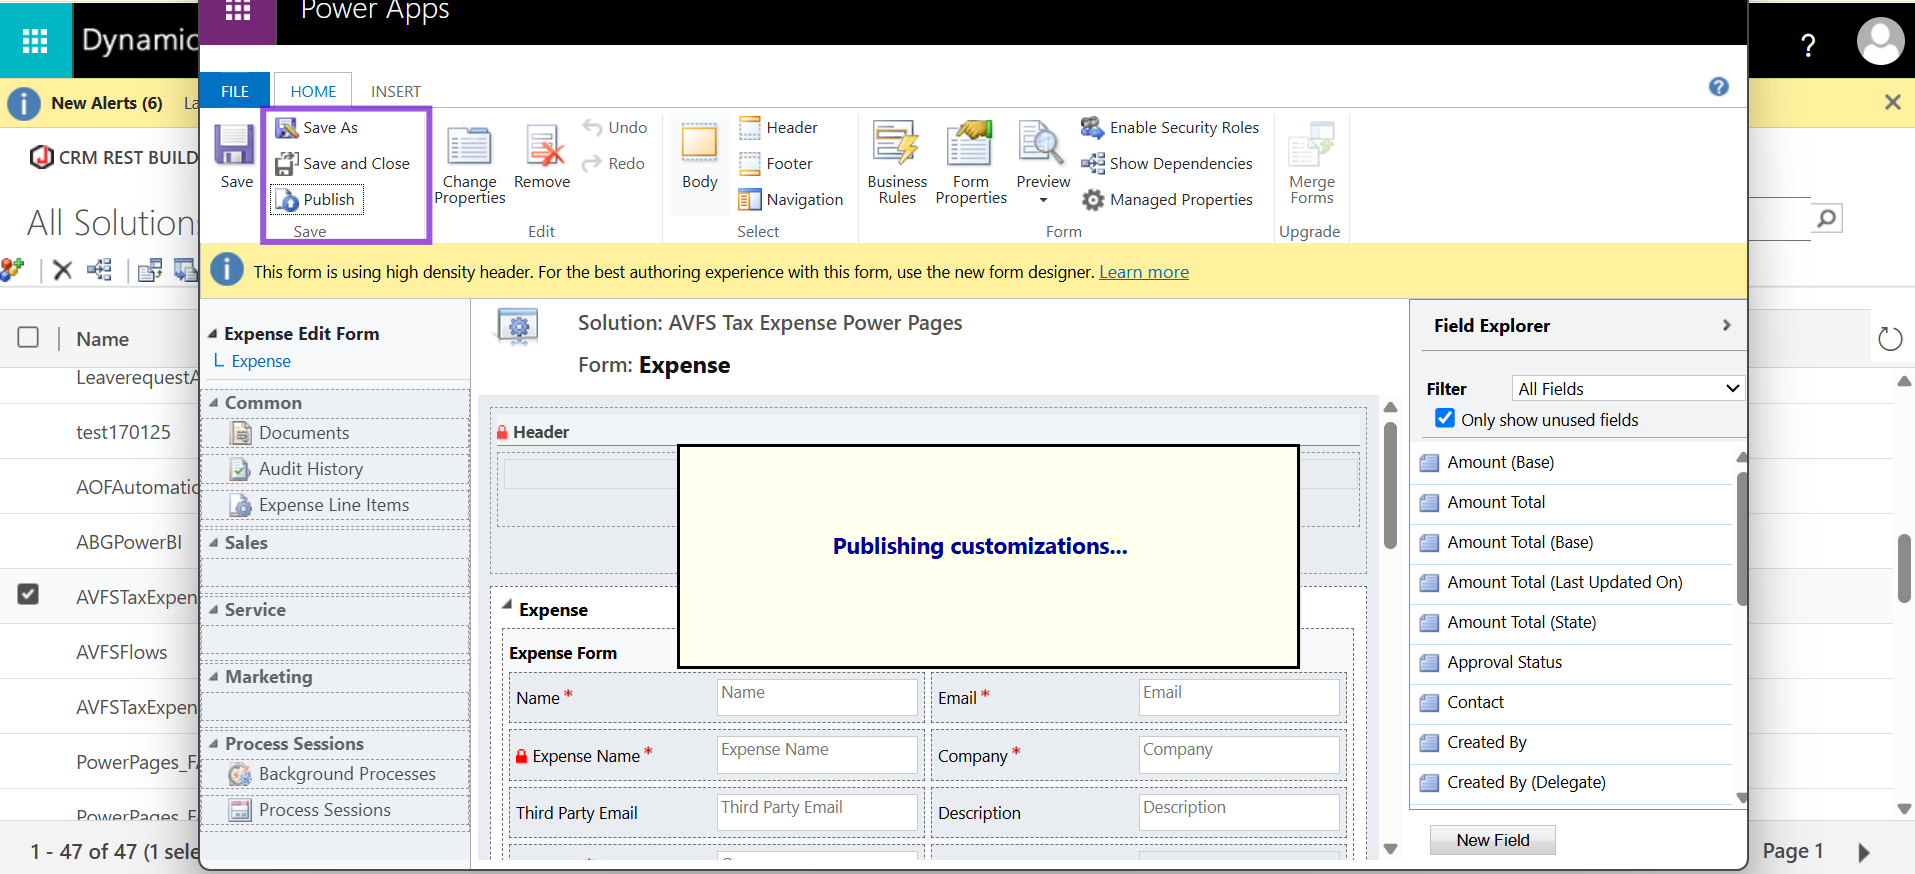 Power Apps
Dynamic
?
New Alerts (6) La
CRM REST BUILD
All Solutions
Name
LeaverequestA
test170125
AOFAutomatic
ABGPowerBI
AVFSTaxExpen
AVFSFlows
AVFSTaxExpen
PowerPages_FA
PowerPages_F
1 - 47 of 47 (1 sele
Page 1
FILE HOME INSERT
Save
Save As
Save and Close
Publish
Save
Change
Properties
Remove
Undo
Redo
Edit
Body
Header
Footer
Navigation
Select
Business
Rules
Form
Properties
Preview
Enable Security Roles
Show Dependencies
Managed Properties
Form
Merge
Forms
Upgrade
This form is using high density header. For the best authoring experience with this form, use the new form designer. Learn more
Expense Edit Form
Expense
Common
Documents
Audit History
Expense Line Items
Sales
Service
Marketing
Process Sessions
Background Processes
Process Sessions
Solution: AVFS Tax Expense Power Pages
Form: Expense
Header
Publishing customizations...
Expense
Expense Form
Name * Name Email * Email
Expense Name * Expense Name Company * Company
Third Party Email Third Party Email Description Description
Field Explorer
Filter All Fields
Only show unused fields
Amount (Base)
Amount Total
Amount Total (Base)
Amount Total (Last Updated On)
Amount Total (State)
Approval Status
Contact
Created By
Created By (Delegate)
New Field